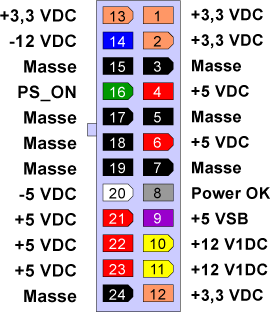 +3,3 VDC 13 1 +3,3 VDC
-12 VDC 14 2 +3,3 VDC
Masse 15 3 Masse
PS_ON 16 4 +5 VDC
Masse 17 5 Masse
Masse 18 6 +5 VDC
Masse 19 7 Masse
-5 VDC 20 8 Power OK
+5 VDC 21 9 +5 VSB
+5 VDC 22 10 +12 V1DC
+5 VDC 23 11 +12 V1DC
Masse 24 12 +3,3 VDC